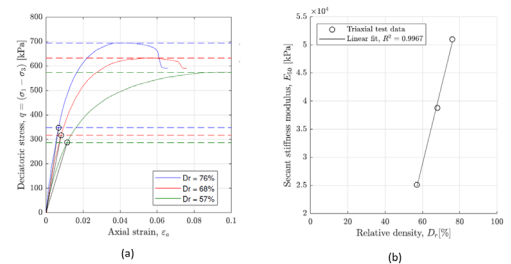 800
700
600
500
400
300
200
100
0
Deviatoric stress, q = (σ₁ − σ₃) [kPa]
Dr = 76%
Dr = 68%
Dr = 57%
0 0.02 0.04 0.06 0.08 0.1
Axial strain, εₐ
(a)
×10⁴
5.5
5
4.5
4
3.5
3
2.5
2
Secant stiffness modulus, E₅₀ [kPa]
Triaxial test data
Linear fit, R² = 0.9967
0 20 40 60 80 100
Relative density, Dᵣ[%]
(b)